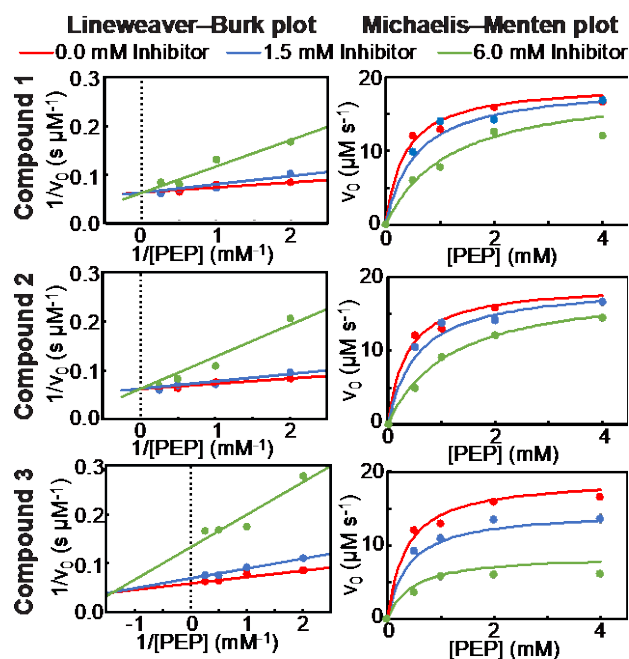 Lineweaver–Burk plot Michaelis–Menten plot
0.0 mM Inhibitor 1.5 mM Inhibitor 6.0 mM Inhibitor
Compound 1
1/v0 (s µM-1)
0.3
0.2
0.1
0.0
0 1 2
1/[PEP] (mM-1)
v0 (µM s-1)
20
15
10
5
0
0 2 4
[PEP] (mM)
Compound 2
1/v0 (s µM-1)
0.3
0.2
0.1
0.0
0 1 2
1/[PEP] (mM-1)
v0 (µM s-1)
20
15
10
5
0
0 2 4
[PEP] (mM)
Compound 3
1/v0 (s µM-1)
0.3
0.2
0.1
0.0
-1 0 1 2
1/[PEP] (mM-1)
v0 (µM s-1)
20
15
10
5
0
0 2 4
[PEP] (mM)